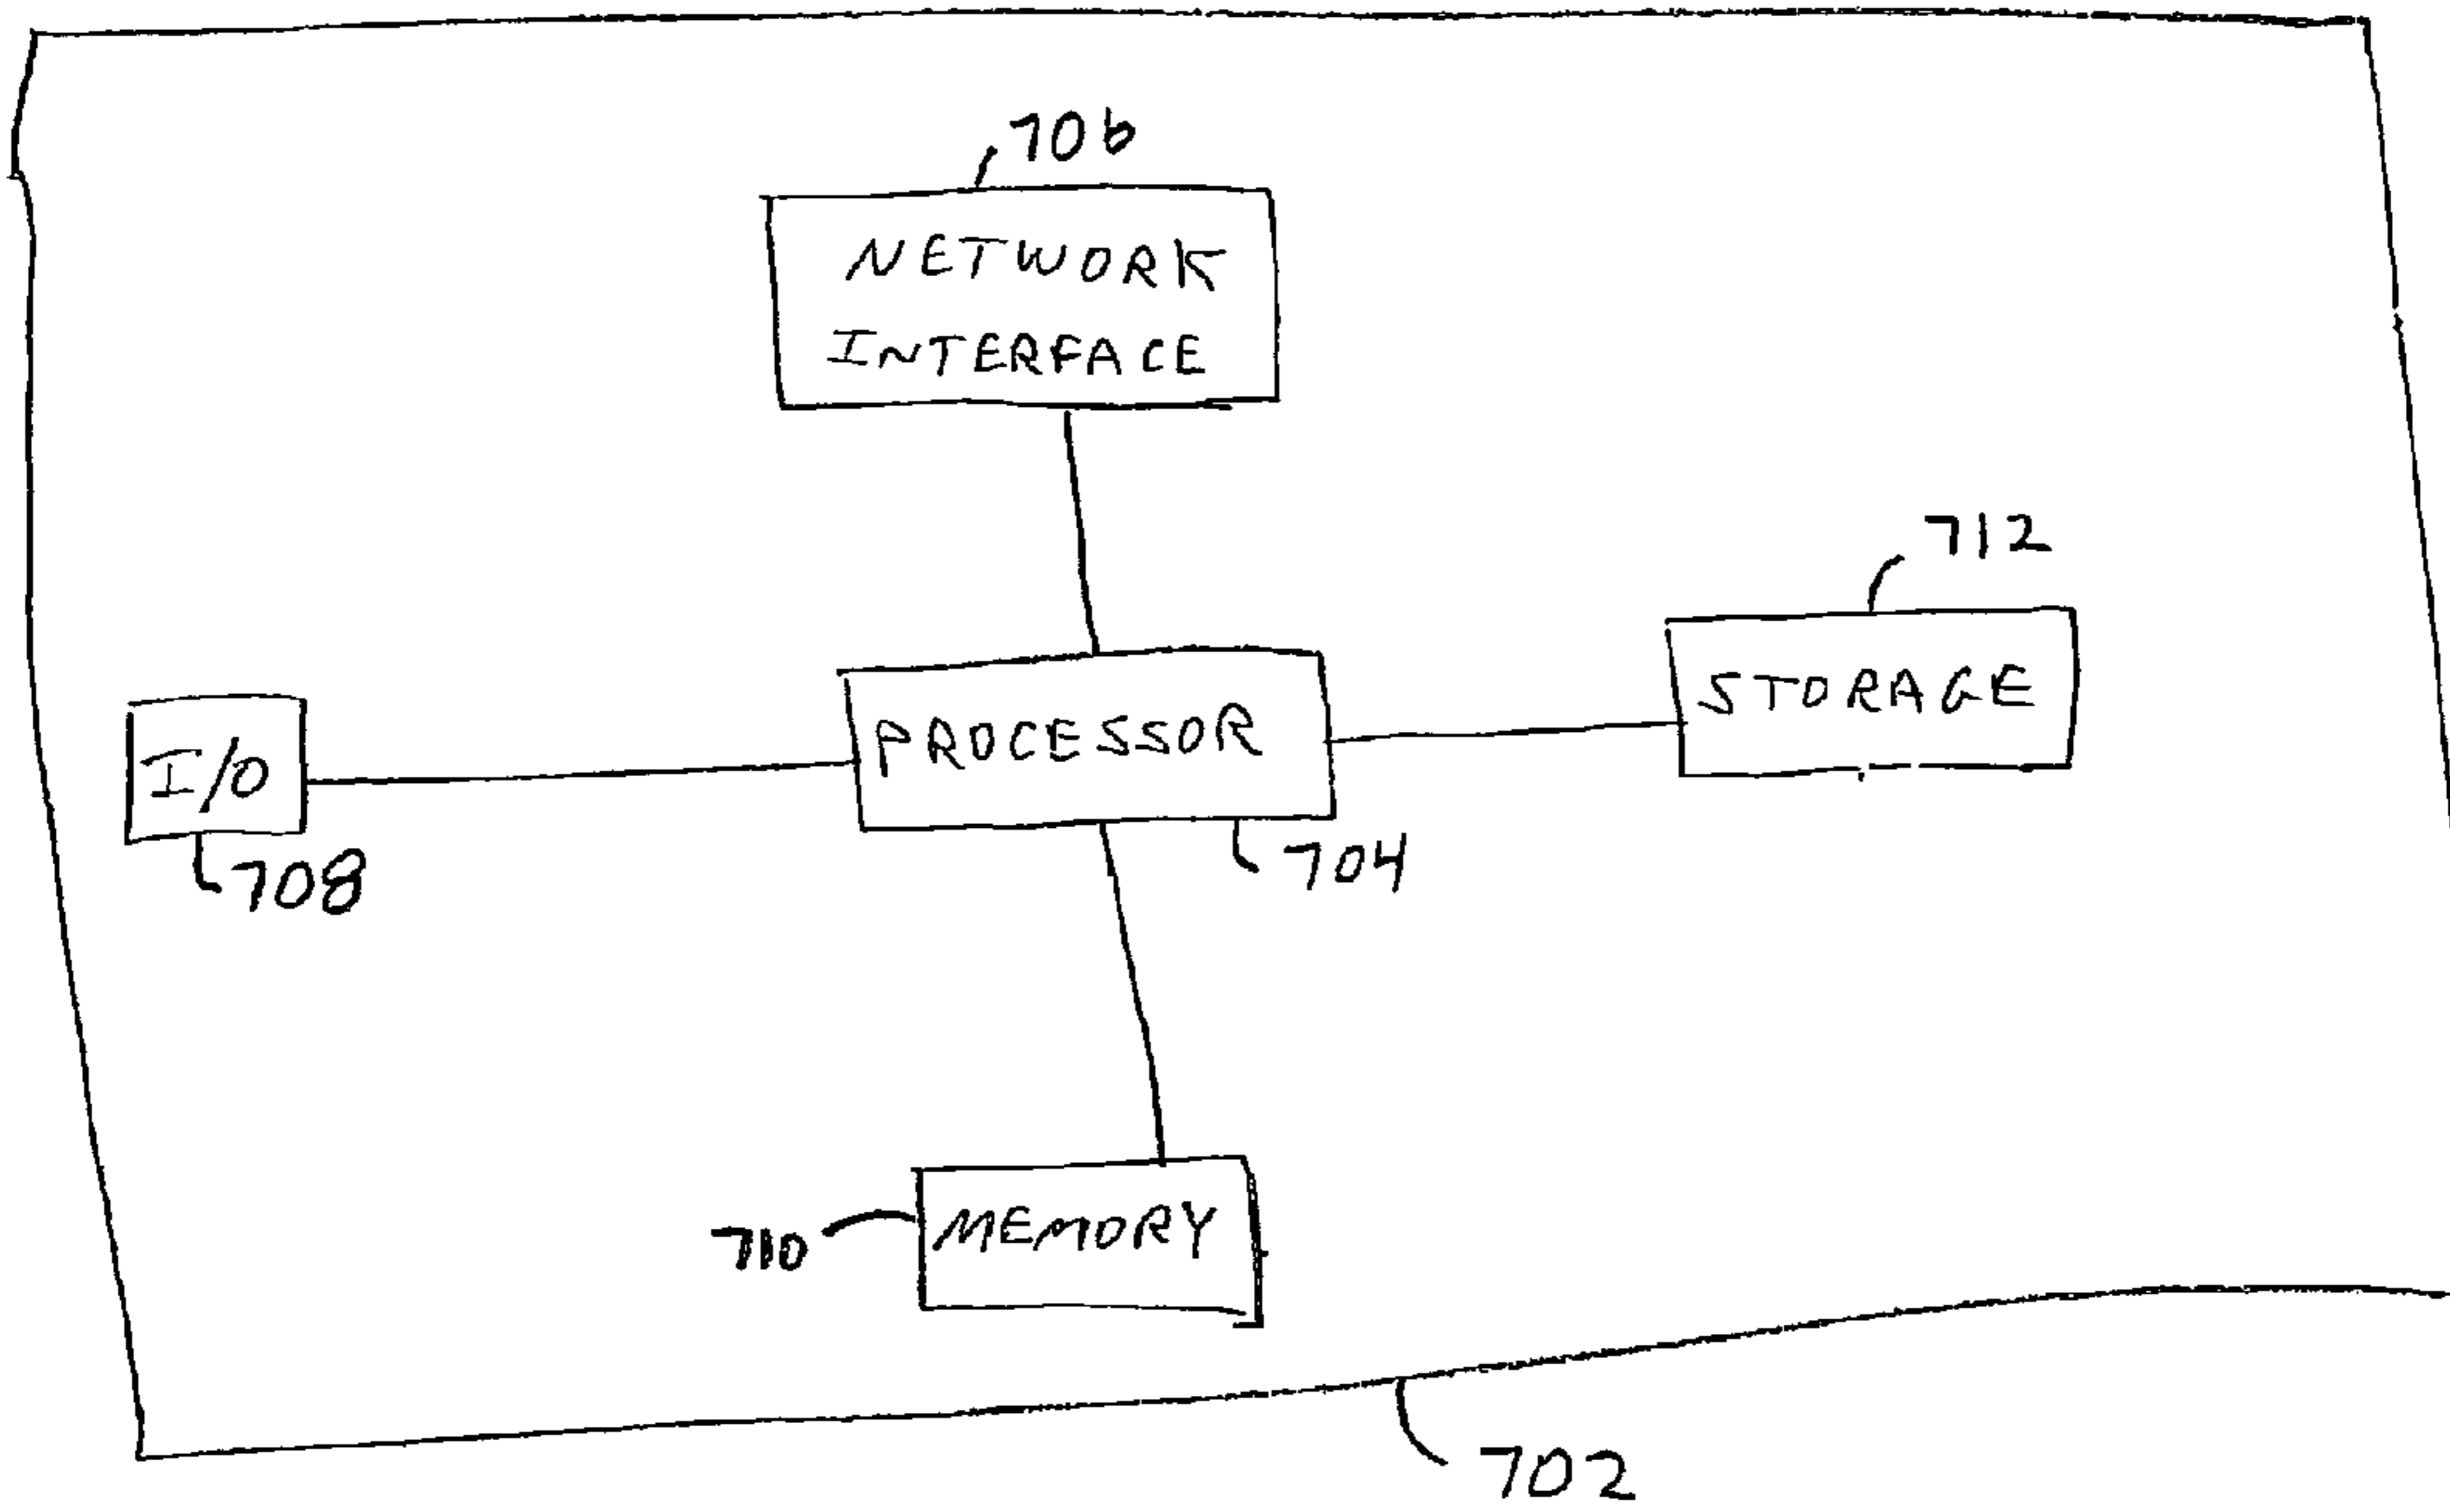 706
NETWORK
INTERFACE
712
STORAGE
PROCESSOR
I/O
704
708
MEMORY
710
702